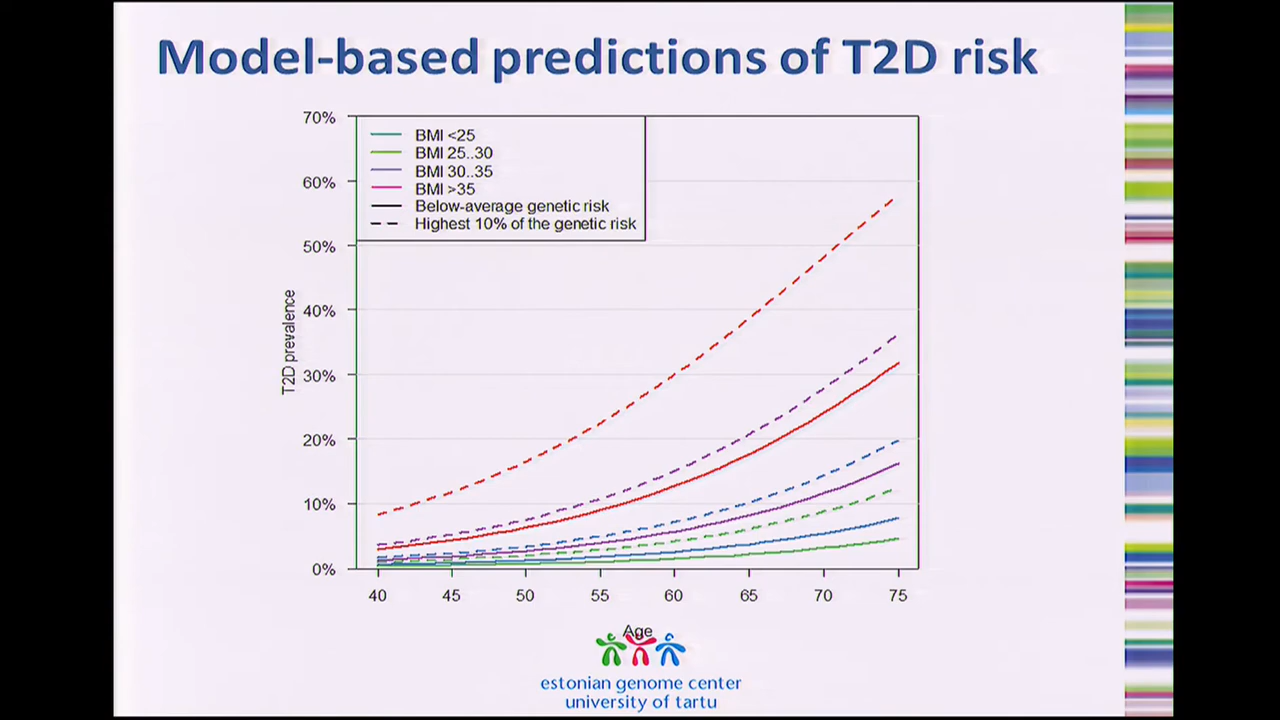 Model-based predictions of T2D risk
70%
60%
50%
40%
30%
20%
10%
0%
T2D prevalence
BMI <25
BMI 25..30
BMI 30..35
BMI >35
Below-average genetic risk
Highest 10% of the genetic risk
40 45 50 55 60 65 70 75
Age
estonian genome center
university of tartu